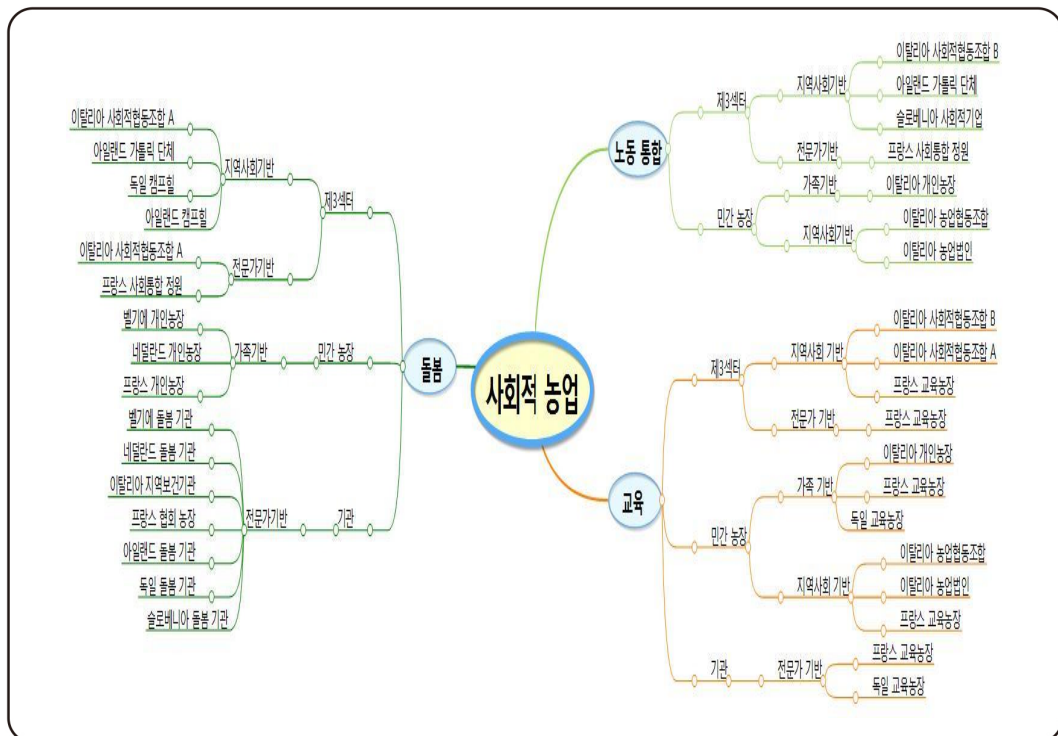 사회적 농업
돌봄
제3섹터
지역사회기반
이탈리아 사회적협동조합 A
아일랜드 가톨릭 단체
독일 캠프힐
아일랜드 캠프힐
전문가기반
이탈리아 사회적협동조합 A
프랑스 사회통합 정원
민간 농장
가족기반
벨기에 개인농장
네덜란드 개인농장
프랑스 개인농장
기관
전문가기반
벨기에 돌봄 기관
네덜란드 돌봄 기관
이탈리아 지역보건기관
프랑스 협회 농장
아일랜드 돌봄 기관
독일 돌봄 기관
슬로베니아 돌봄 기관
노동 통합
제3섹터
지역사회기반
이탈리아 사회적협동조합 B
아일랜드 가톨릭 단체
슬로베니아 사회적기업
전문가기반
프랑스 사회통합 정원
민간 농장
가족기반
이탈리아 개인농장
지역사회기반
이탈리아 농업협동조합
이탈리아 농업법인
교육
제3섹터
지역사회 기반
이탈리아 사회적협동조합 B
이탈리아 사회적협동조합 A
프랑스 교육농장
전문가 기반
프랑스 교육농장
민간 농장
가족 기반
이탈리아 개인농장
프랑스 교육농장
독일 교육농장
지역사회 기반
이탈리아 농업협동조합
이탈리아 농업법인
프랑스 교육농장
기관
전문가 기반
프랑스 교육농장
독일 교육농장